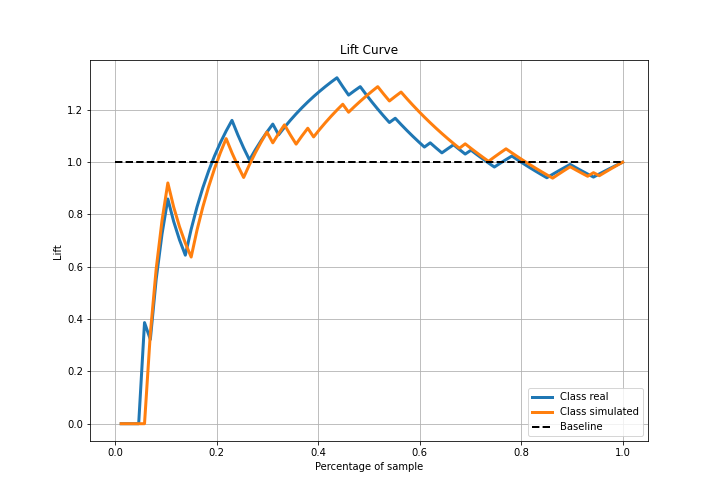 Lift Curve
Lift
1.2
1.0
0.8
0.6
0.4
0.2
0.0
0.0 0.2 0.4 0.6 0.8 1.0
Percentage of sample
Class real
Class simulated
Baseline